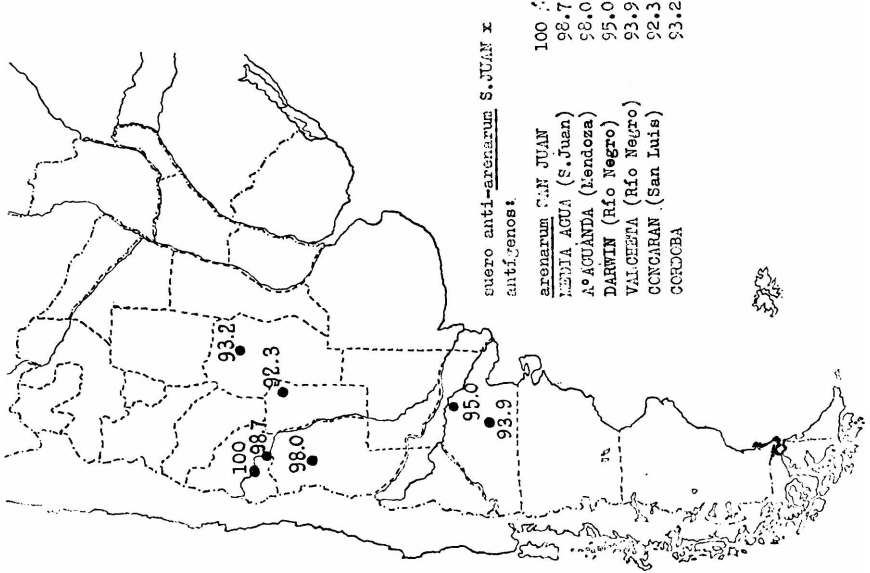 100
98.7
98.0
93.2
92.3
95.0
93.9
suero anti-arenarum S.JUAN x
antígenos:
arenarum SAN JUAN 100 %
MEDIA AGUA (S.Juan) 98.7
AºAGUANDA (Mendoza) 98.0
DARWIN (Río Negro) 95.0
VALCHETA (Río Negro) 93.9
CONCARAN (San Luis) 92.3
CORDOBA 93.2